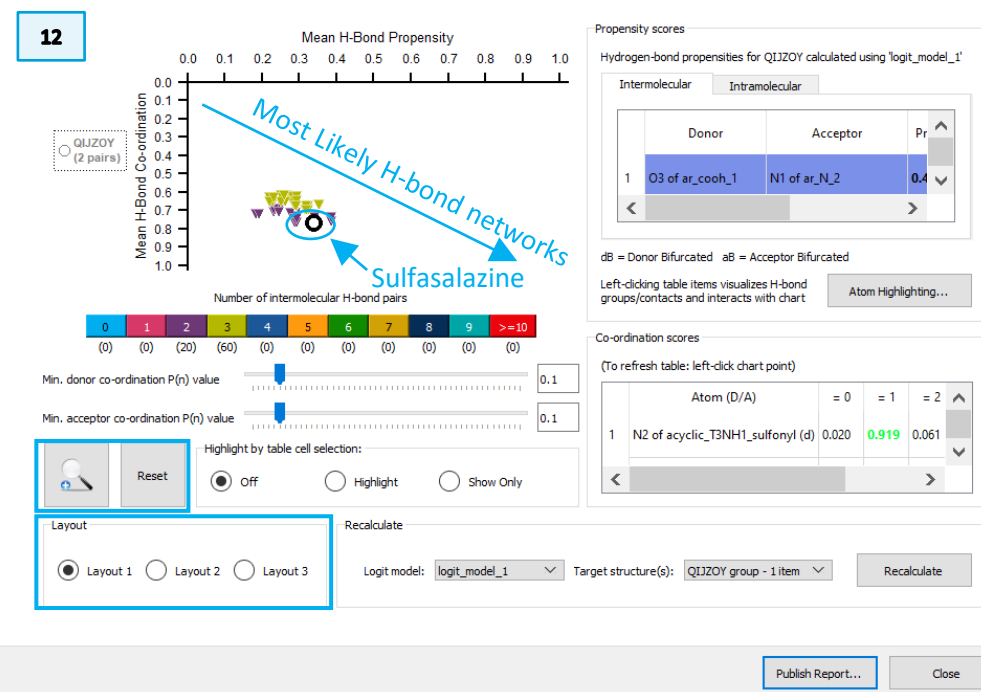 12
Mean H-Bond Propensity
0.0 0.1 0.2 0.3 0.4 0.5 0.6 0.7 0.8 0.9 1.0
Mean H-Bond Co-ordination
0.0
0.1
0.2
0.3
0.4
0.5
0.6
0.7
0.8
0.9
1.0
QIJZOY
(2 pairs)
Most Likely H-bond networks
Sulfasalazine
Number of intermolecular H-bond pairs
0 1 2 3 4 5 6 7 8 9 >=10
(0) (0) (20) (60) (0) (0) (0) (0) (0) (0) (0)
Min. donor co-ordination P(n) value 0.1
Min. acceptor co-ordination P(n) value 0.1
Reset
Highlight by table cell selection:
Off Highlight Show Only
Layout
Layout 1 Layout 2 Layout 3
Propensity scores
Hydrogen-bond propensities for QIJZOY calculated using 'logit_model_1'
Intermolecular Intramolecular
Donor Acceptor Pr
1 O3 of ar_cooh_1 N1 of ar_N_2 0.4
dB = Donor Bifurcated aB = Acceptor Bifurcated
Left-clicking table items visualizes H-bond
groups/contacts and interacts with chart
Atom Highlighting...
Co-ordination scores
(To refresh table: left-click chart point)
Atom (D/A) = 0 = 1 = 2
1 N2 of acyclic_T3NH1_sulfonyl (d) 0.020 0.919 0.061
Recalculate
Logit model: logit_model_1 Target structure(s): QIJZOY group - 1 item Recalculate
Publish Report... Close